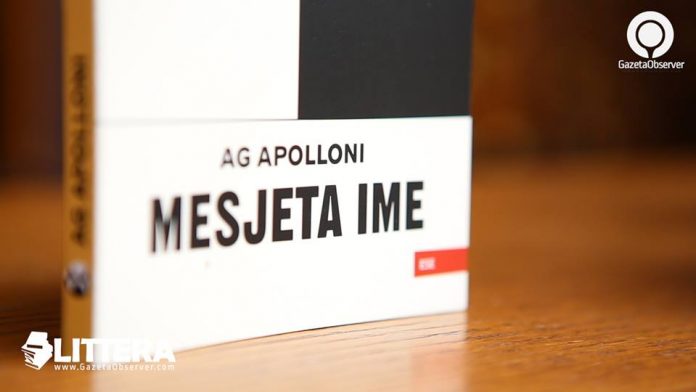 GazetaObserver
AG APOLLONI
MESJETA IME
ESE
AG APOLLONI
LITTERA
www.GazetaObserver.com